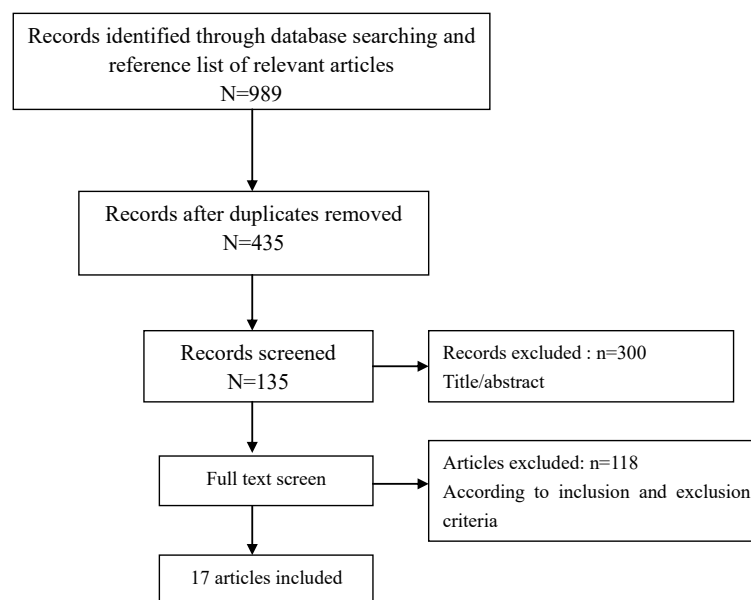 Records identified through database searching and
reference list of relevant articles
N=989
Records after duplicates removed
N=435
Records screened
N=135
Records excluded : n=300
Title/abstract
Full text screen
Articles excluded: n=118
According to inclusion and exclusion
criteria
17 articles included